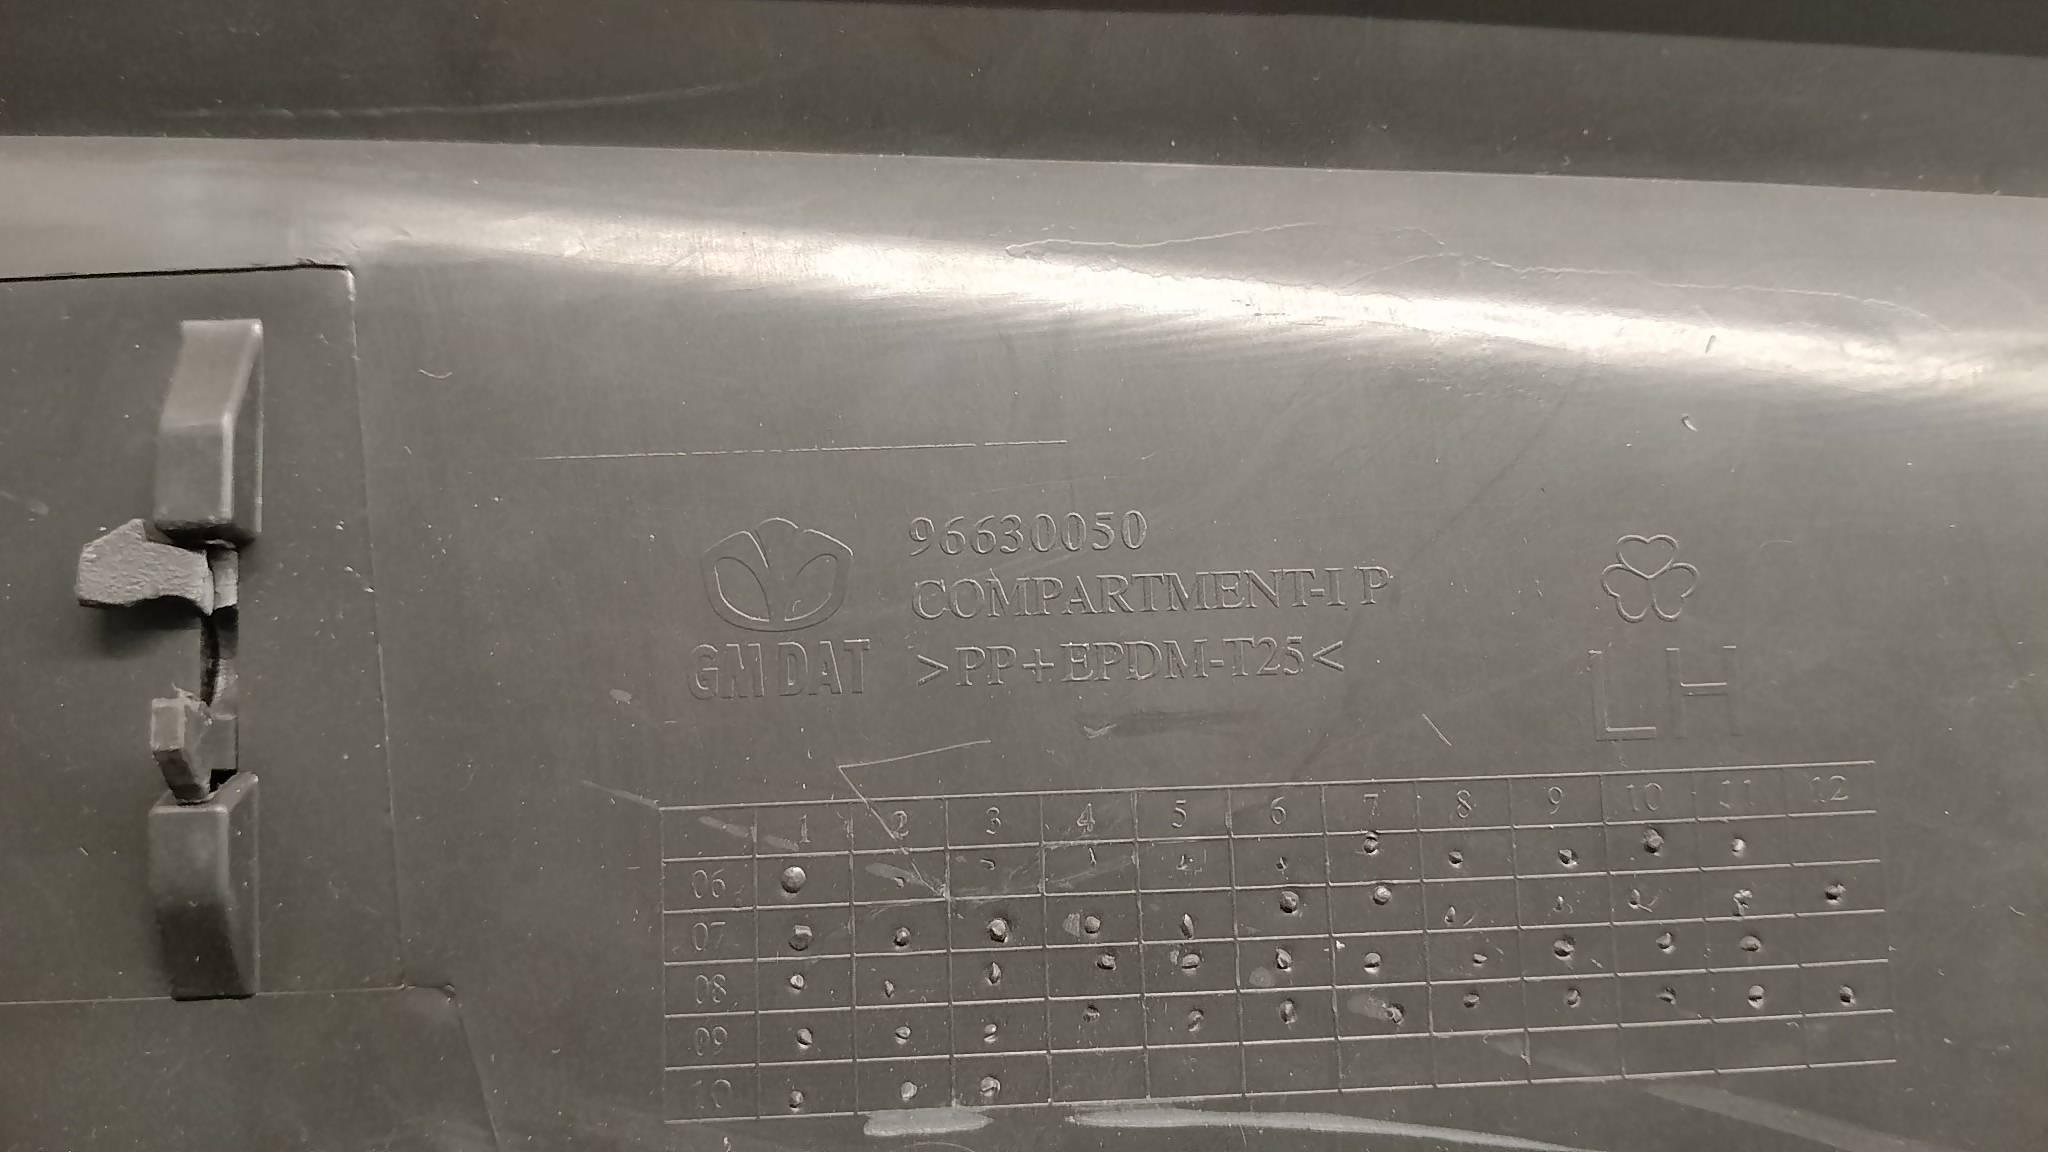 96630050
COMPARTMENT-I P
GM DAT >PP+EPDM-T25<
LH
1 2 3 4 5 6 7 8 9 10 11 12
06
07
08
09
10